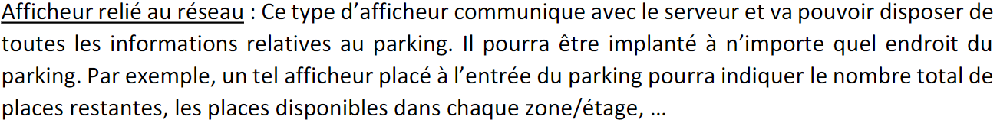 Afficheur relié au réseau : Ce type d’afficheur communique avec le serveur et va pouvoir disposer de
toutes les informations relatives au parking. Il pourra être implanté à n’importe quel endroit du
parking. Par exemple, un tel afficheur placé à l’entrée du parking pourra indiquer le nombre total de
places restantes, les places disponibles dans chaque zone/étage, …